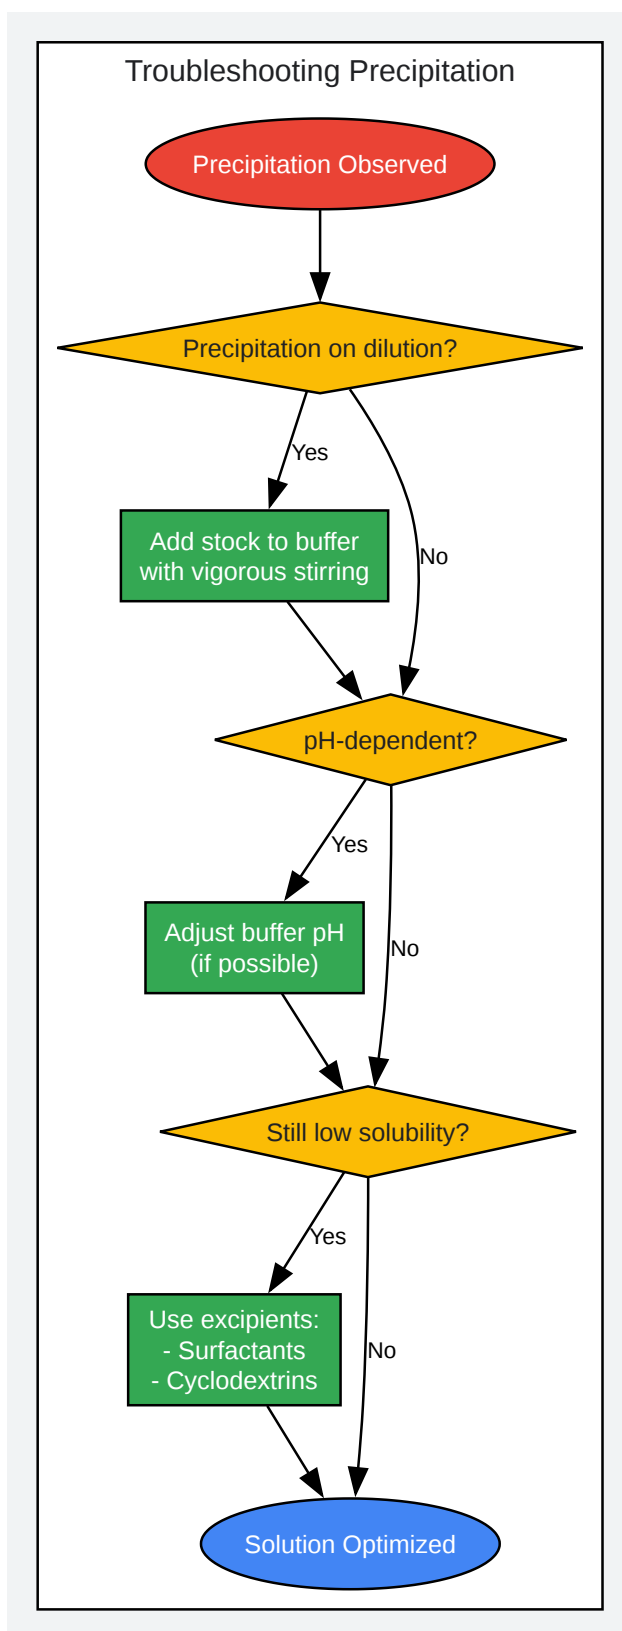 Troubleshooting Precipitation
Precipitation Observed
Precipitation on dilution?
Yes
Add stock to buffer
with vigorous stirring
No
pH-dependent?
Yes
Adjust buffer pH
(if possible)
No
Still low solubility?
Yes
Use excipients:
- Surfactants
- Cyclodextrins
No
Solution Optimized